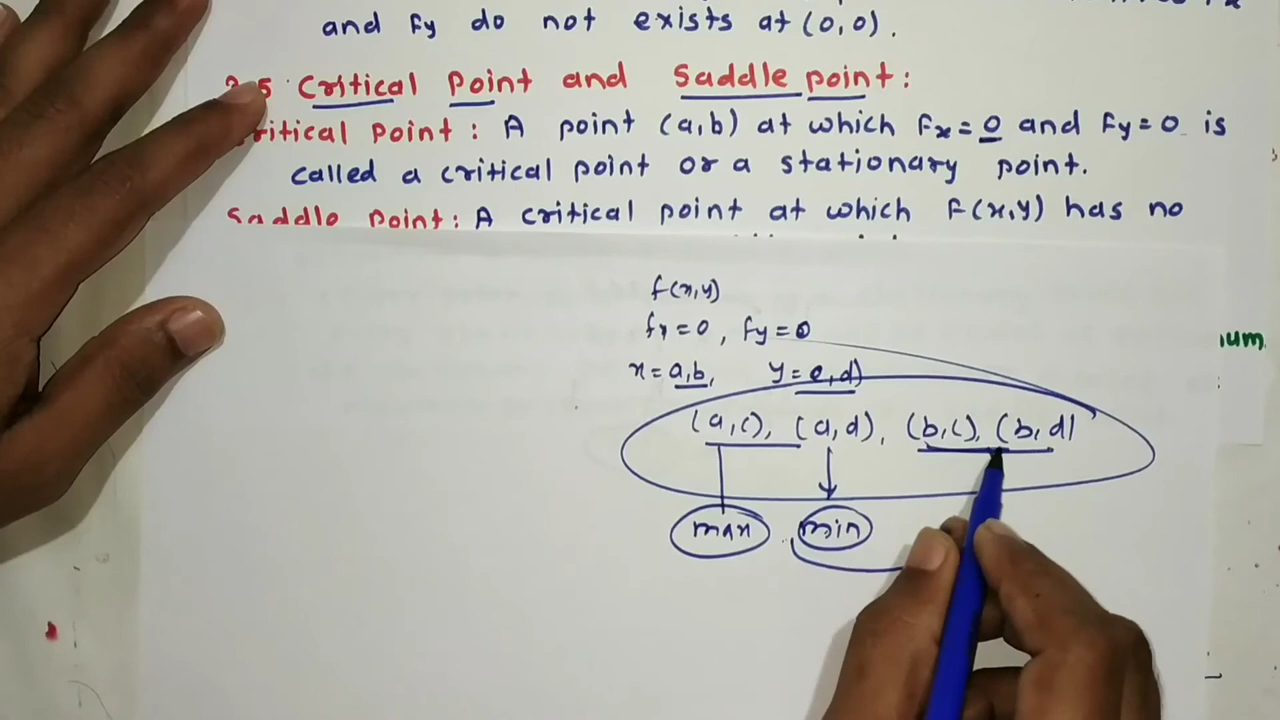 and fy do not exists at (0,0).
5 Critical Point and Saddle point:
ritical point: A point (a,b) at which fx=0 and fy=0 is
called a critical point or a stationary point.
Saddle point: A critical point at which f(x,y) has no
f(x,y)
fx=0, fy=0
x=a,b, y=c,d)
um
(a,c), (a,d), (b,c), (b,d)
max min